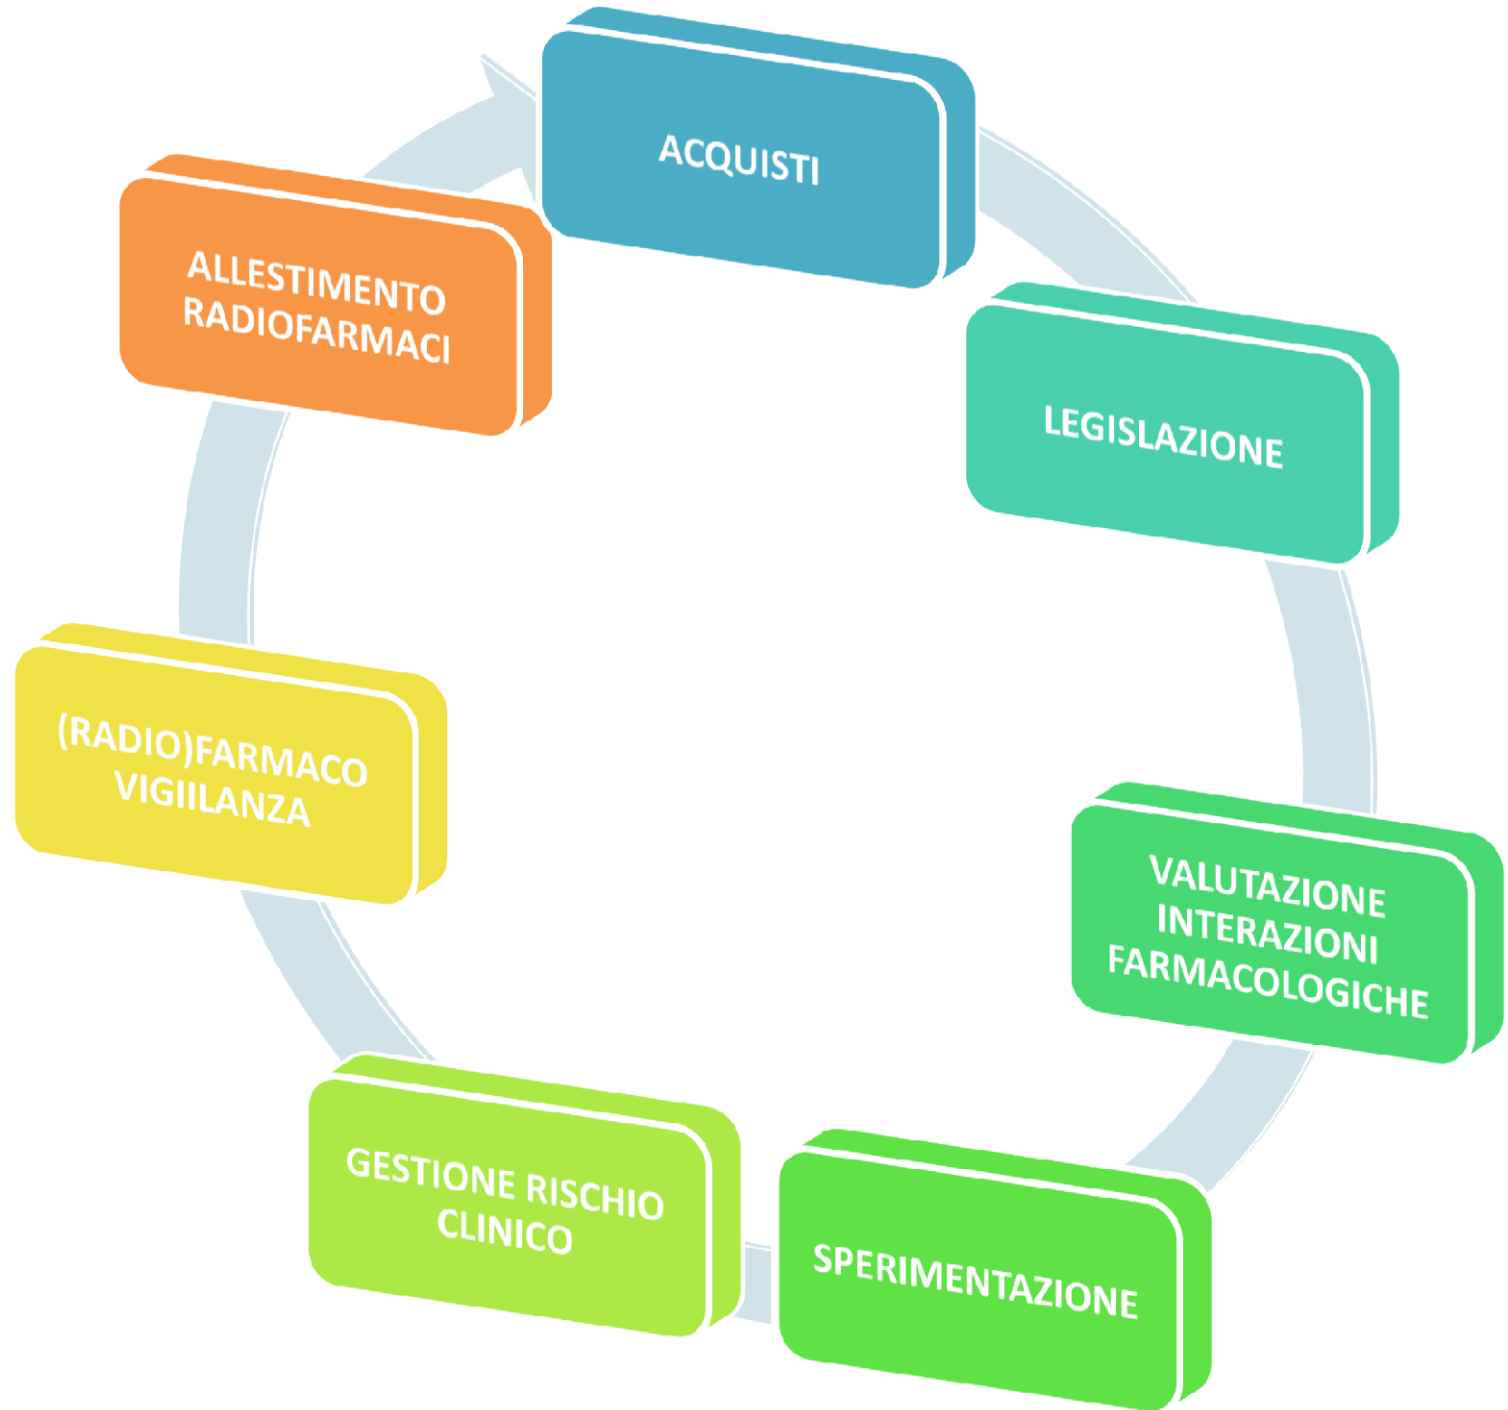 ACQUISTI
LEGISLAZIONE
VALUTAZIONE
INTERAZIONI
FARMACOLOGICHE
SPERIMENTAZIONE
GESTIONE RISCHIO
CLINICO
(RADIO)FARMACO
VIGIILANZA
ALLESTIMENTO
RADIOFARMACI